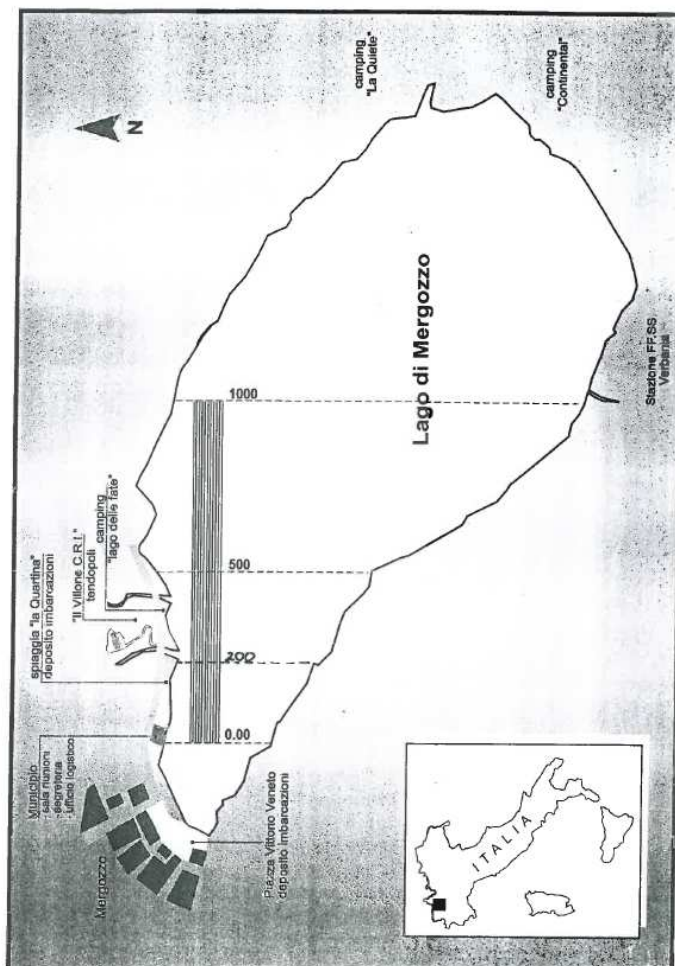 camping
"La Quiete"
camping
"Continental"
N
Lago di Mergozzo
Stazione FF.SS
Verbania
1000
500
0.00
camping
"lago delle fate"
"Il Villone C.R.I."
tendopoli
spiaggia "la Quartina"
deposito imbarcazioni
Municipio
- sala riunioni
- segreteria
- ufficio logistico
Mergozzo
Piazza Vittorio Veneto
deposito imbarcazioni
ITALIA